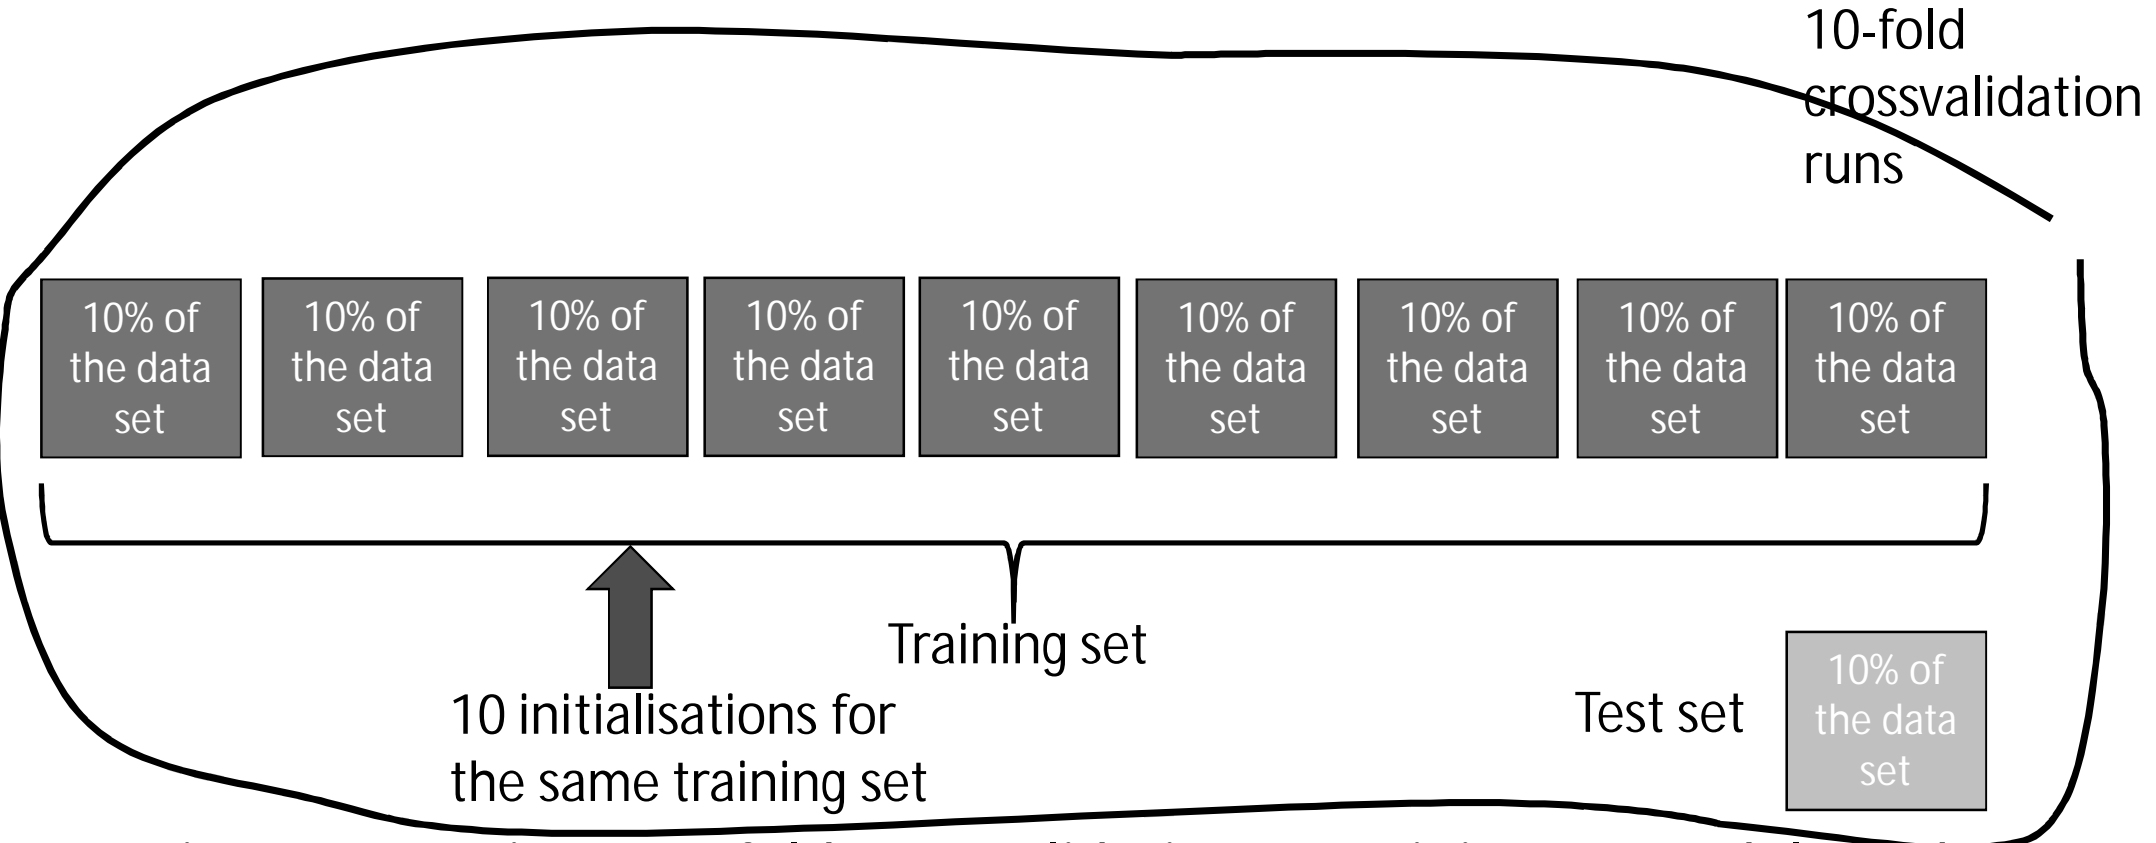 10-fold
crossvalidation
runs
10% of
the data
set
10% of
the data
set
10% of
the data
set
10% of
the data
set
10% of
the data
set
10% of
the data
set
10% of
the data
set
10% of
the data
set
10% of
the data
set
Training set
10 initialisations for
the same training set
Test set
10% of
the data
set